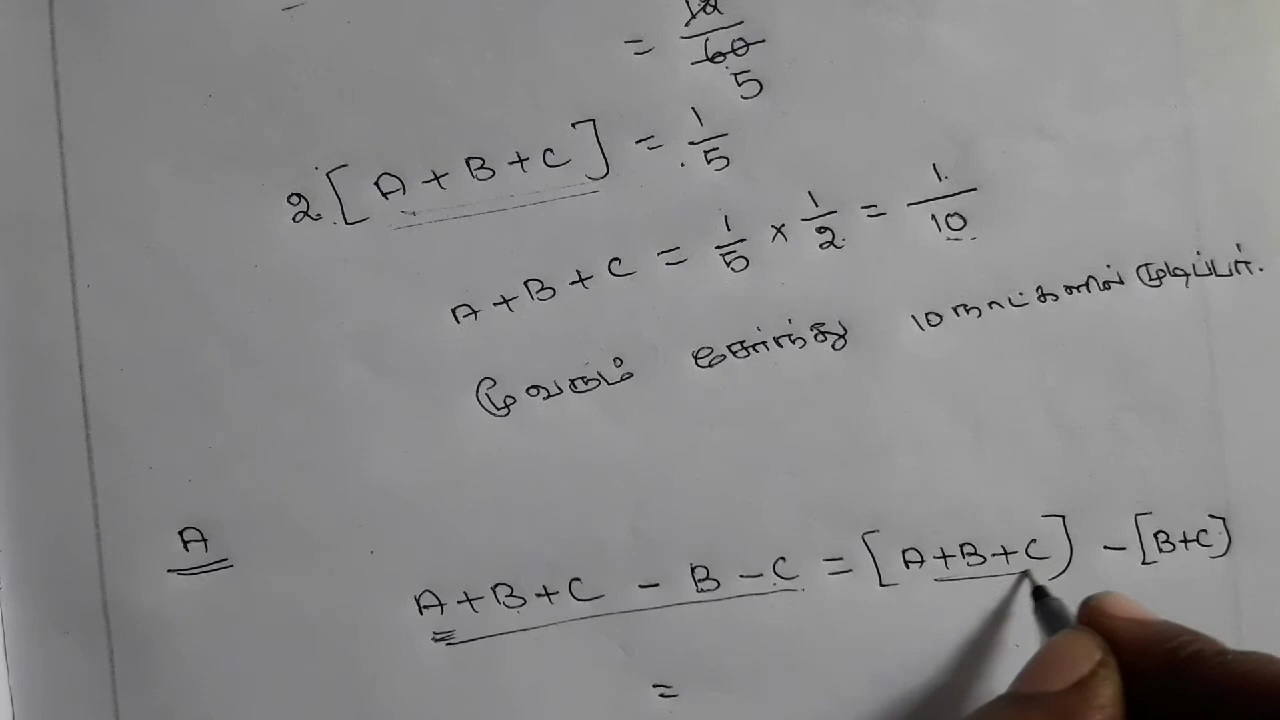 = 12/60
5
2 [A + B + C] = 1/5
A + B + C = 1/5 × 1/2 = 1/10
மூவரும் சேர்ந்து 10 நாட்களில் முடிப்பர்.
A
A + B + C - B - C = [A + B + C] - [B + C]
=